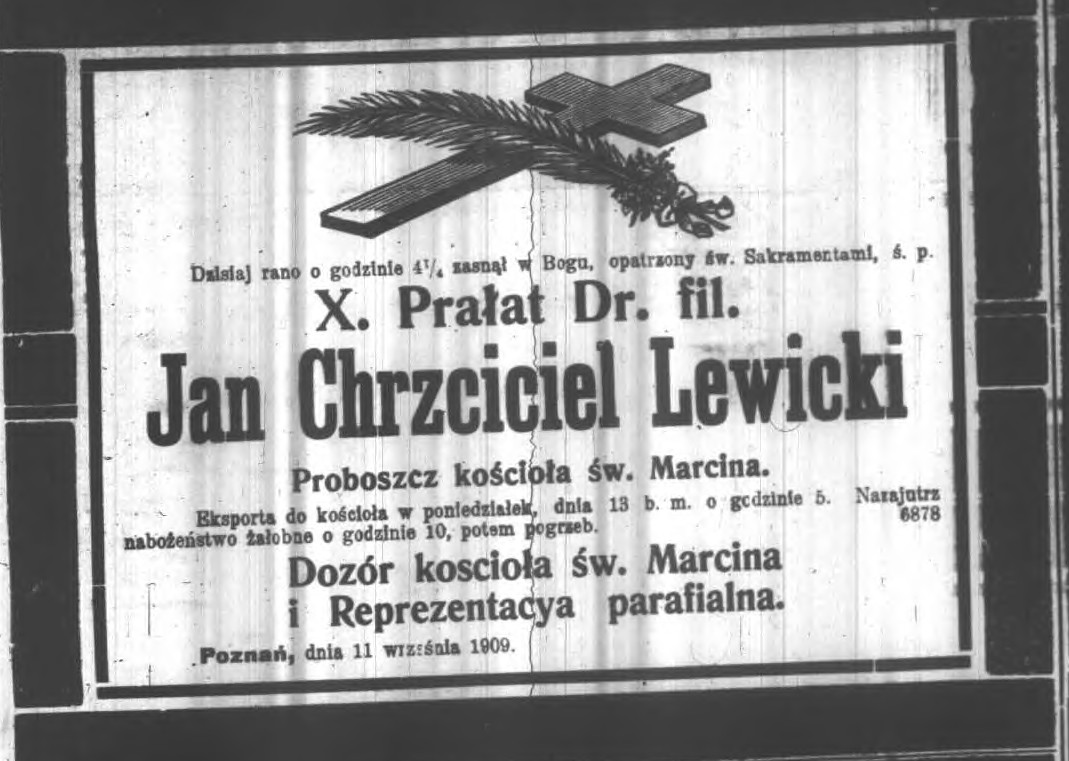 Dzisiaj rano o godzinie 4¹/₄ zasnął w Bogu, opatrzony św. Sakramentami, ś. p.
X. Prałat Dr. fil.
Jan Chrzciciel Lewicki
Proboszcz kościoła św. Marcina.
Eksporta do kościoła w poniedziałek, dnia 13 b. m. o godzinie 5. Nazajutrz
nabożeństwo żałobne o godzinie 10, potem pogrzeb. 6878
Dozór koscioła św. Marcina
i Reprezentacya parafialna.
Poznań, dnia 11 września 1909.